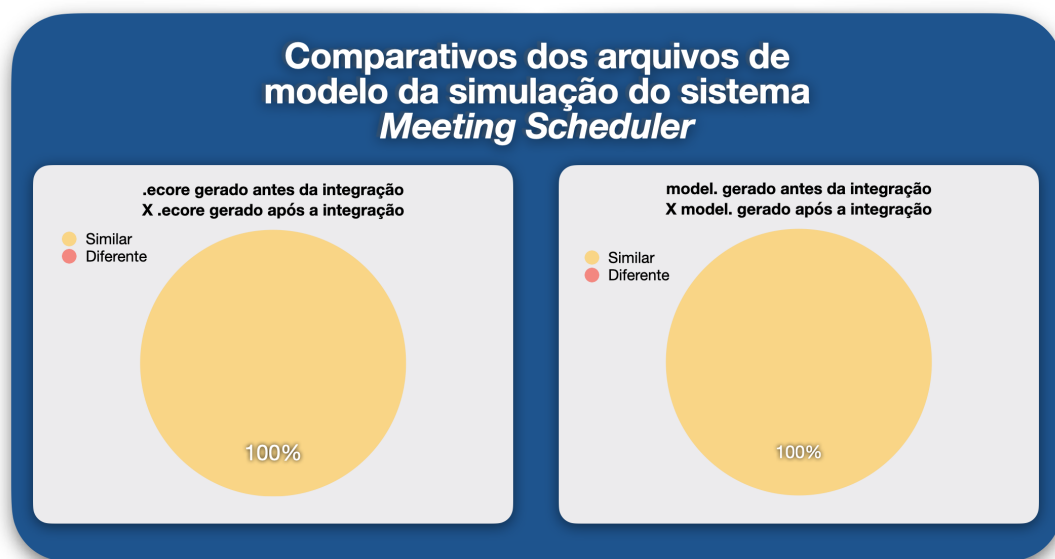 Comparativos dos arquivos de
modelo da simulação do sistema
Meeting Scheduler
.ecore gerado antes da integração
X .ecore gerado após a integração
Similar
Diferente
100%
model. gerado antes da integração
X model. gerado após a integração
Similar
Diferente
100%